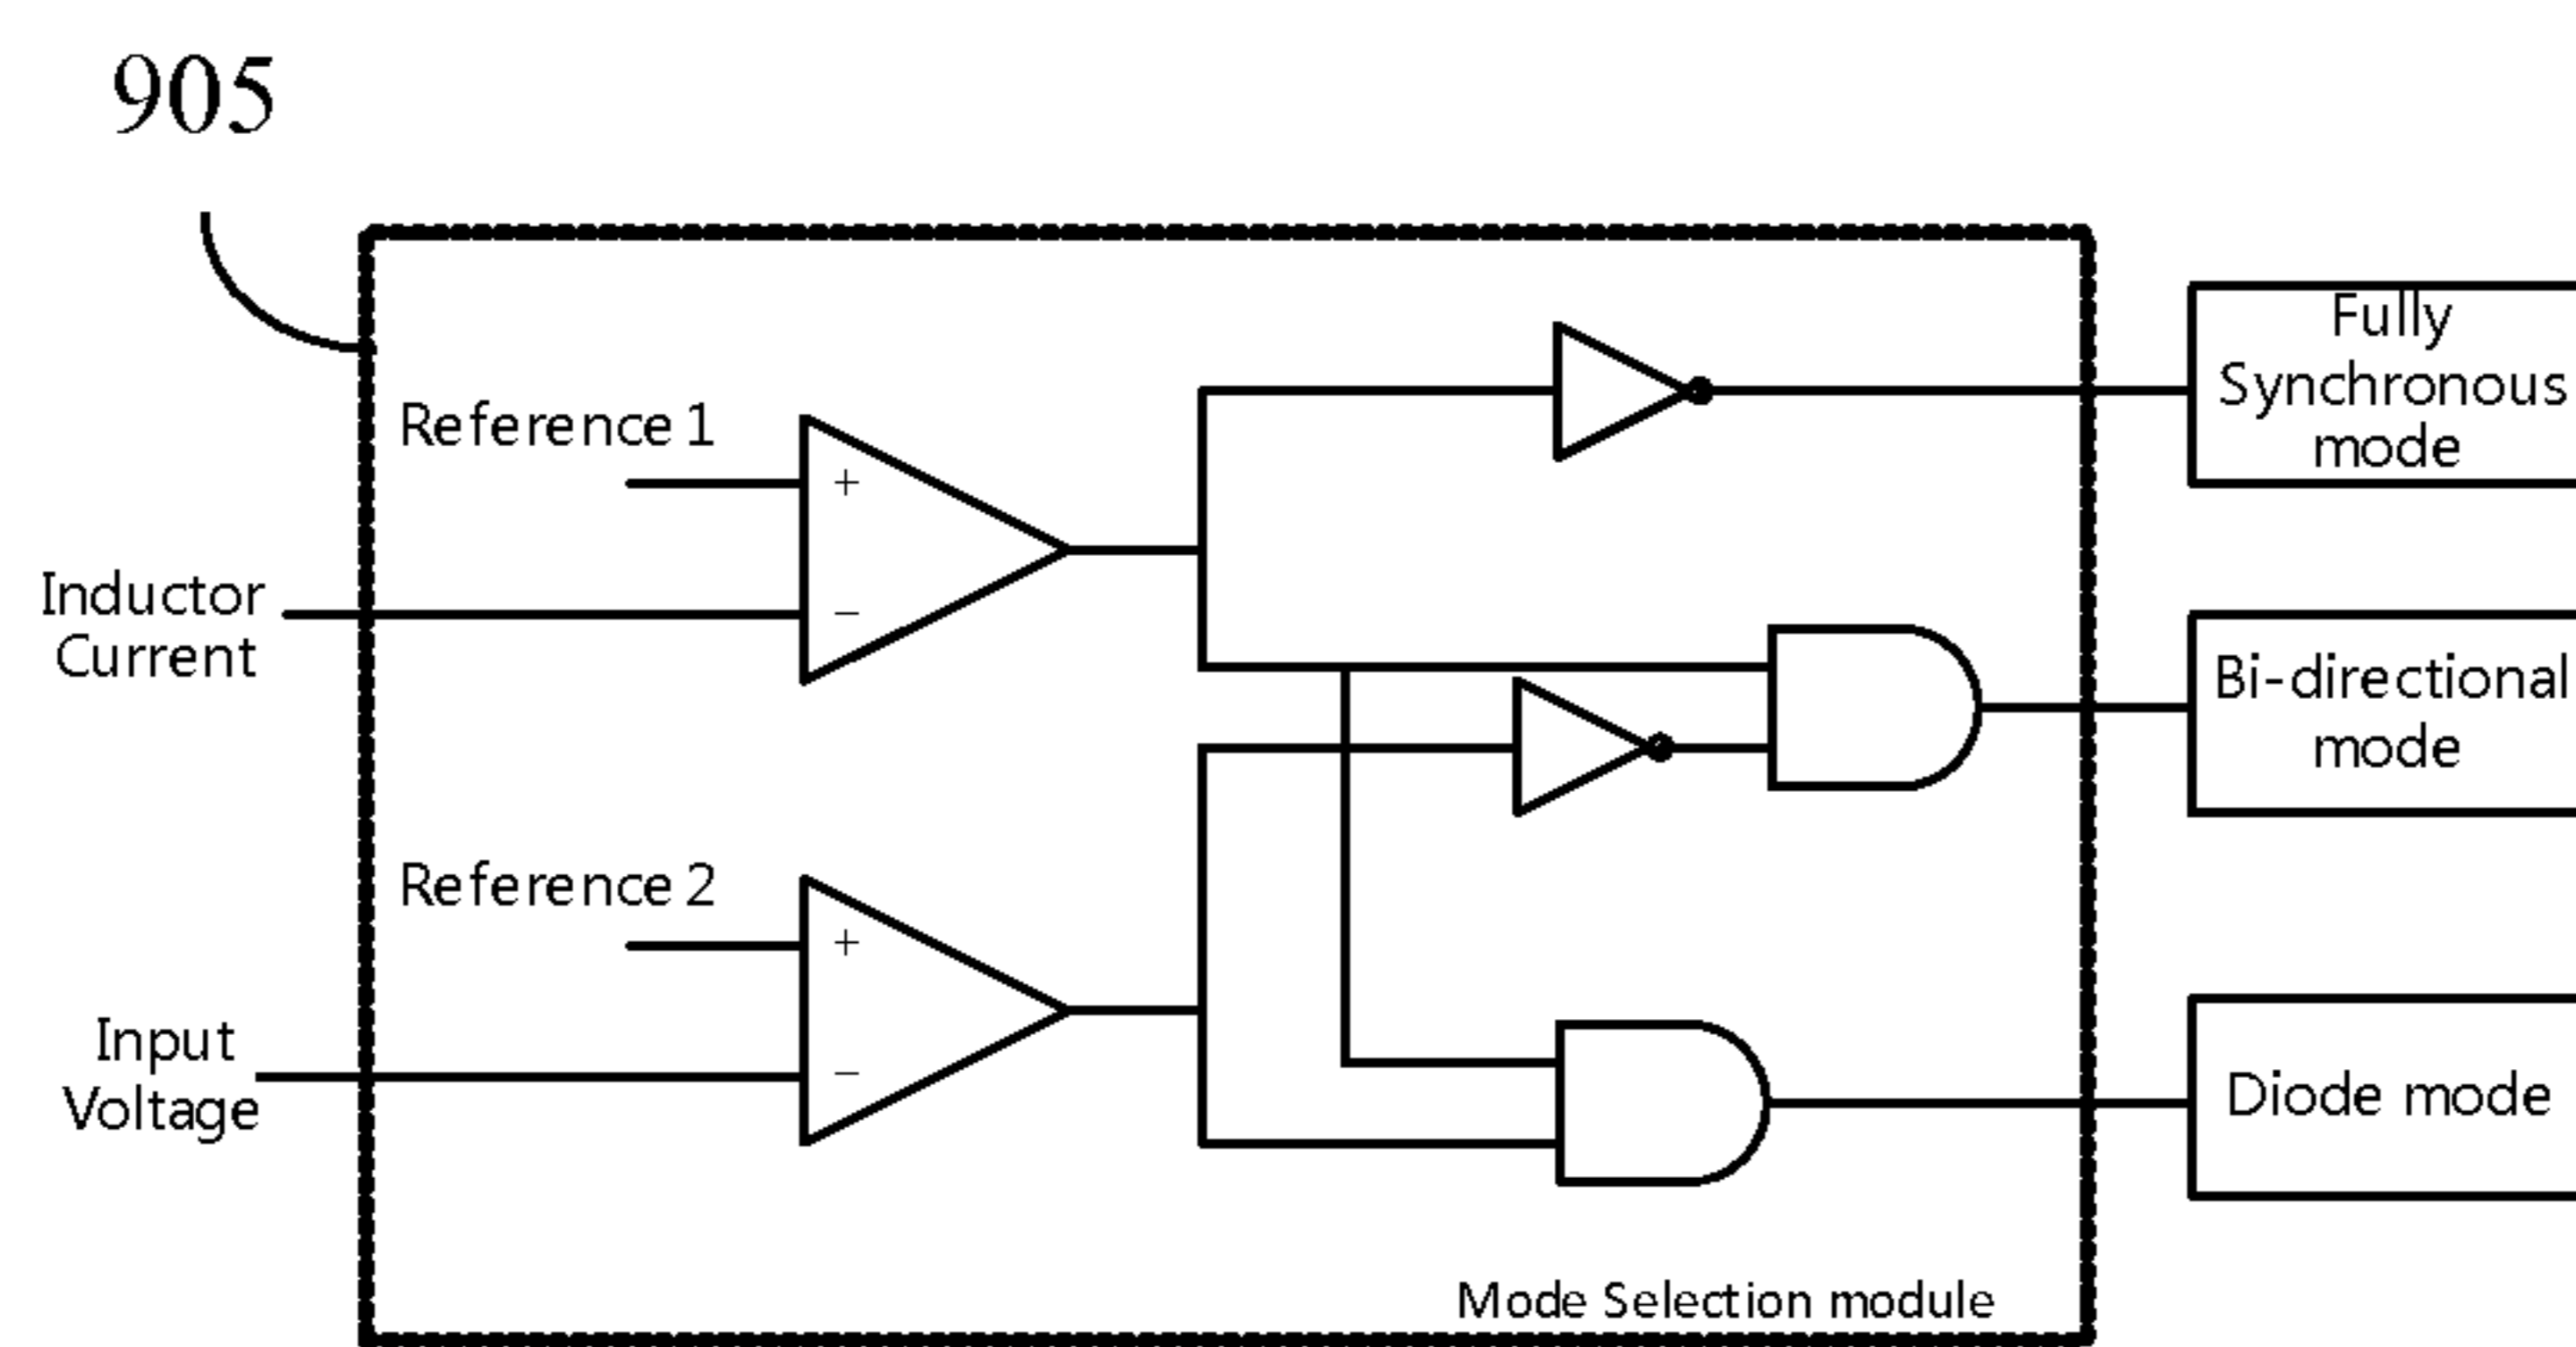 905
Reference 1
+
−
Inductor
Current
Reference 2
+
−
Input
Voltage
Fully
Synchronous
mode
Bi-directional
mode
Diode mode
Mode Selection module